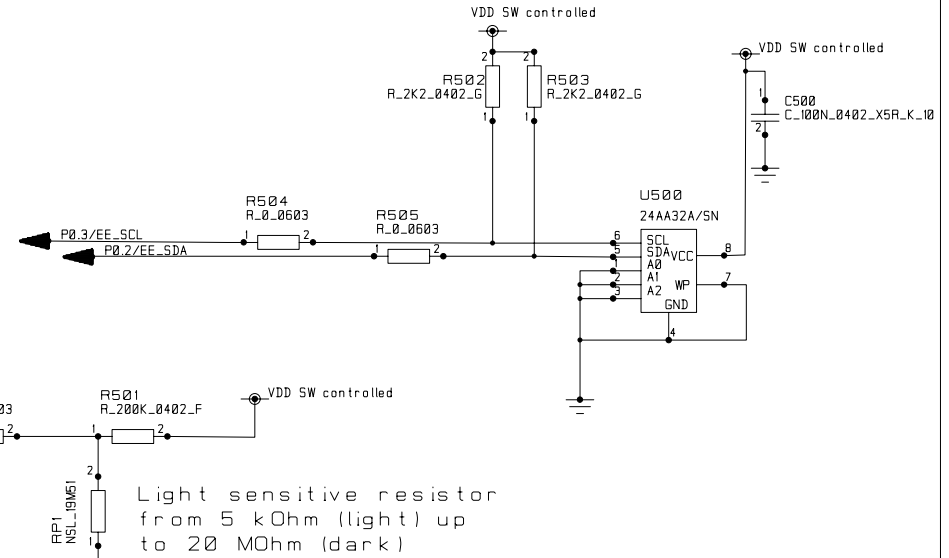 VDD SW controlled
VDD SW controlled
2
2
R502
R_2K2_0402_G
R503
R_2K2_0402_G
1
1
1
C500
C_100N_0402_X5R_K_10
2
U500
24AA32A/SN
R504
R_0_0603
R505
R_0_0603
P0.3/EE_SCL
1
2
P0.2/EE_SDA
1
2
6
SCL
5
SDA
VCC
8
1
A0
2
A1
WP
7
3
A2
GND
4
VDD SW controlled
03
2
R501
R_200K_0402_F
1
2
2
RP1
NSL_19M51
1
Light sensitive resistor
from 5 kOhm (light) up
to 20 MOhm (dark)